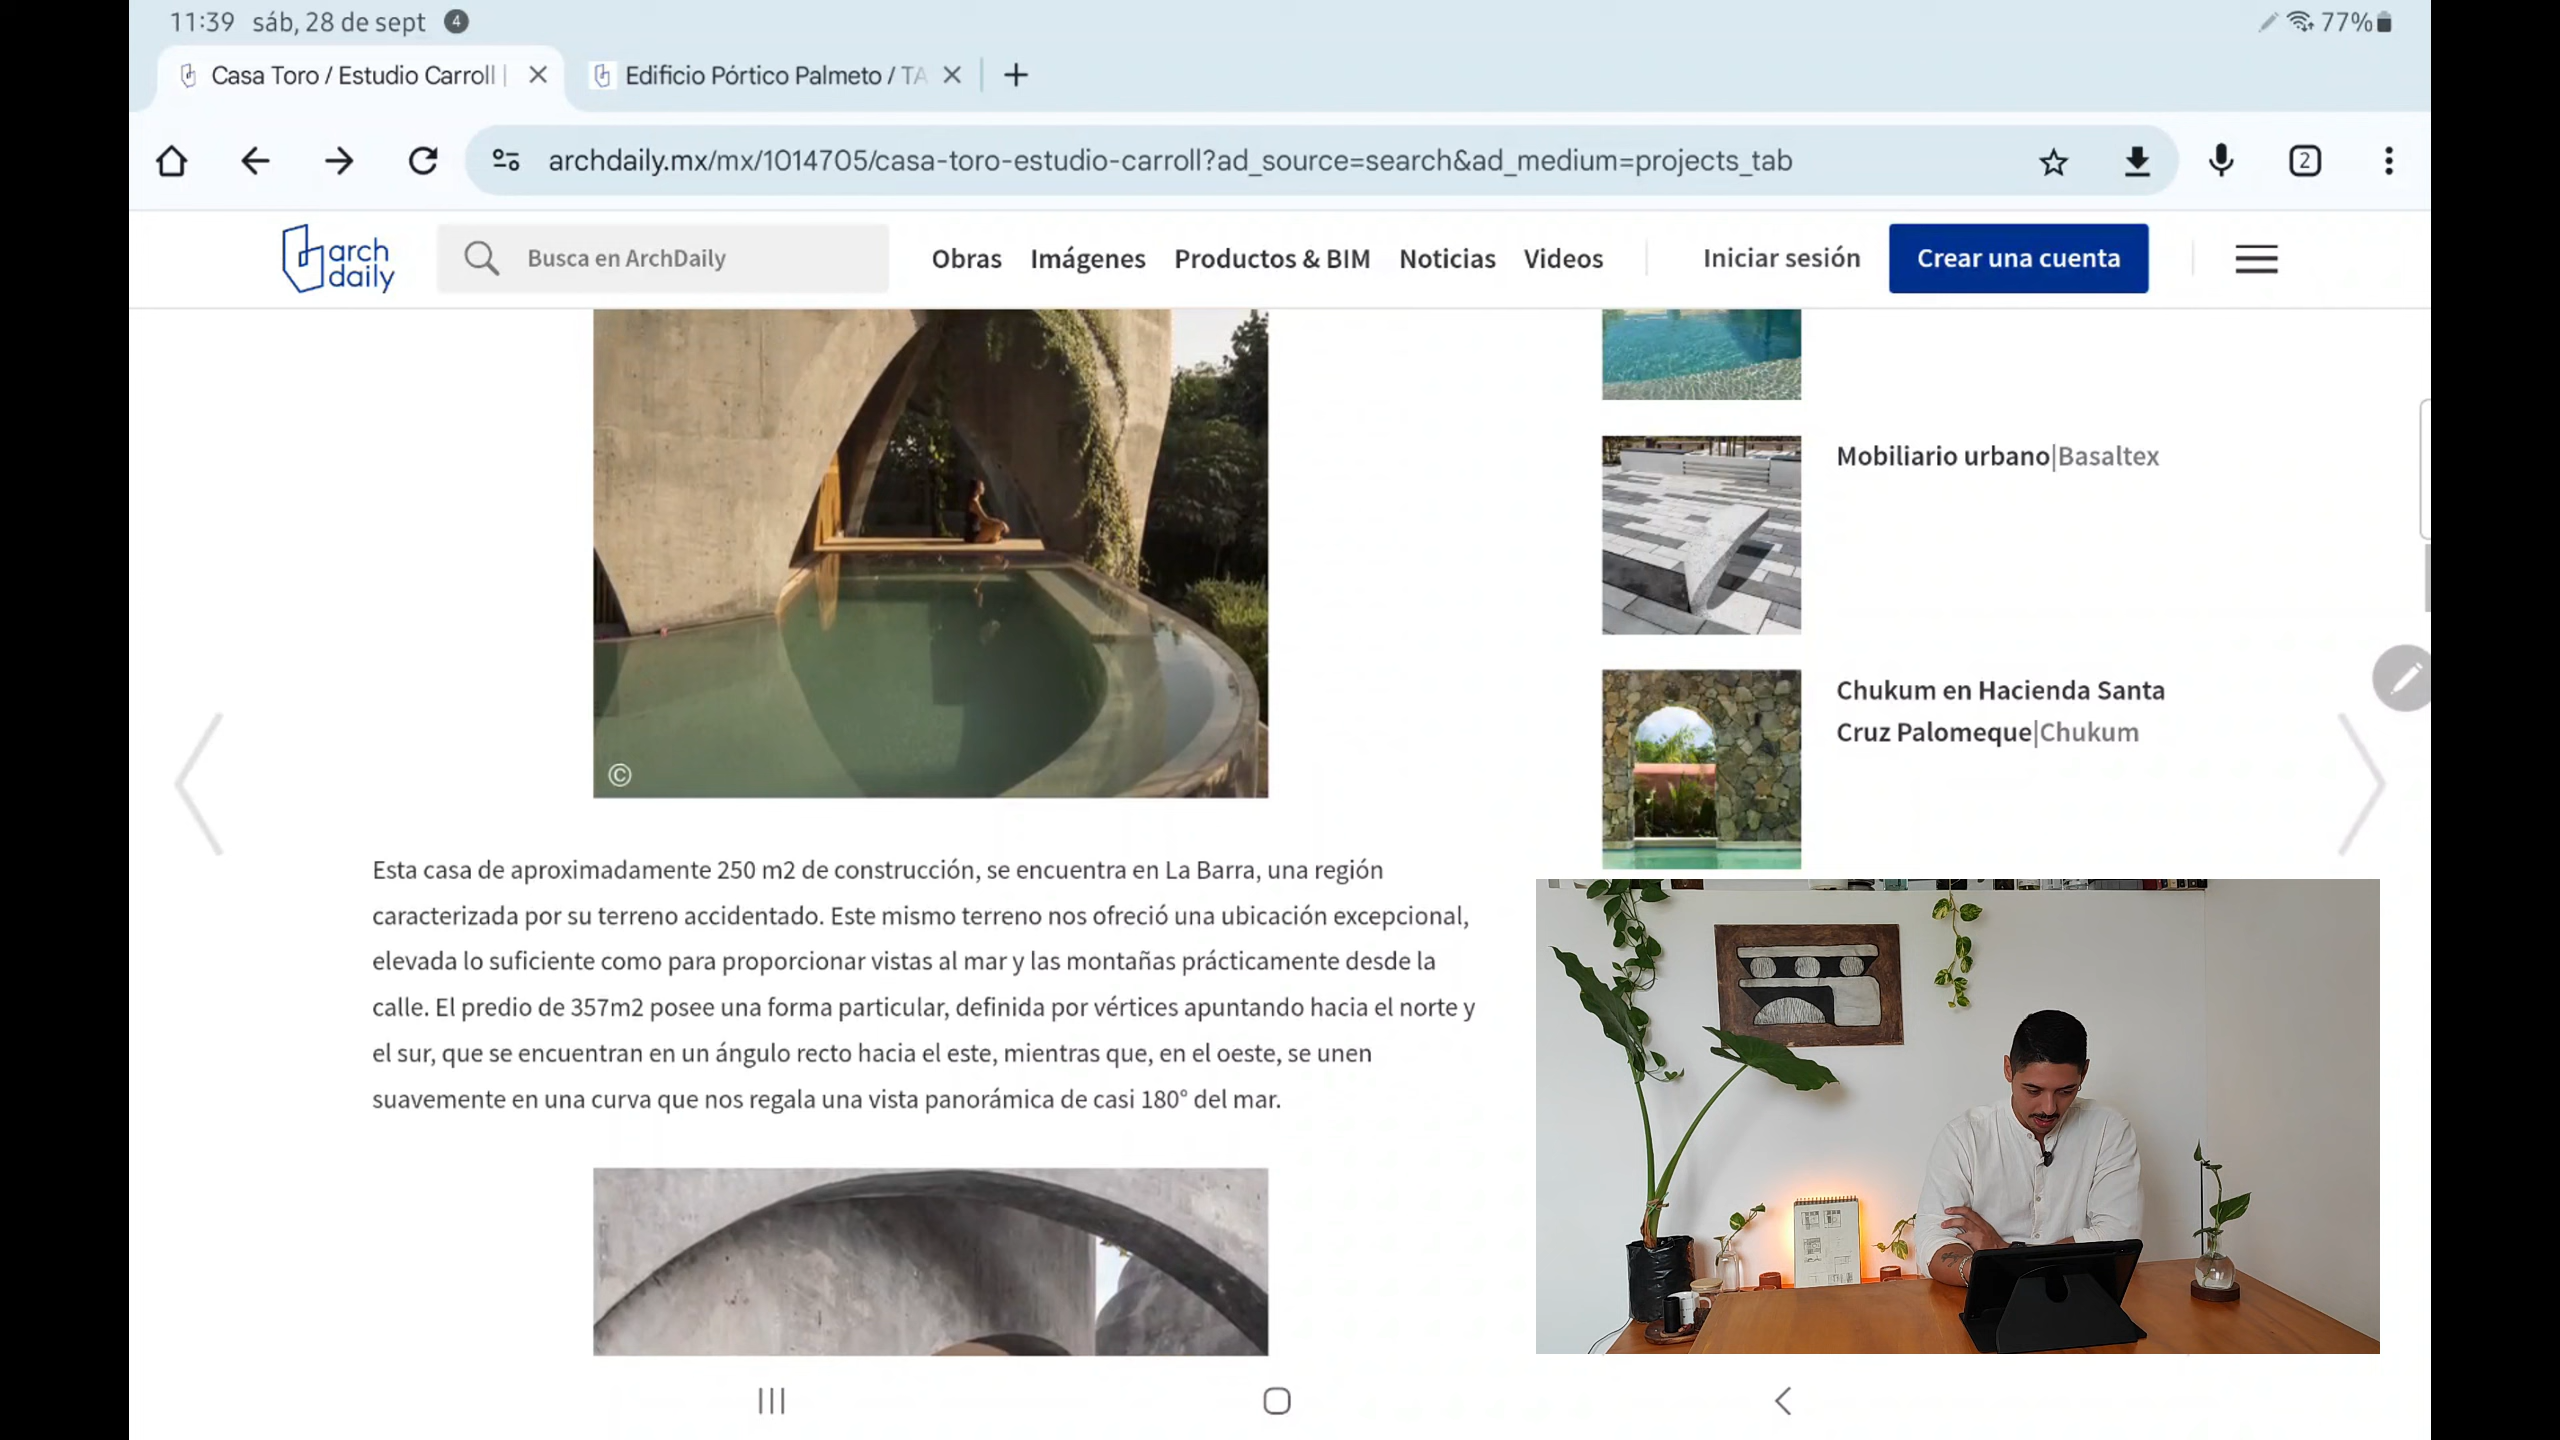 11:39 sáb, 28 de sept 4
77%
Casa Toro / Estudio Carroll |
Edificio Pórtico Palmeto / TA
archdaily.mx/mx/1014705/casa-toro-estudio-carroll?ad_source=search&ad_medium=projects_tab
2
arch
daily
Busca en ArchDaily
Obras Imágenes Productos & BIM Noticias Videos
Iniciar sesión
Crear una cuenta
Mobiliario urbano|Basaltex
Chukum en Hacienda Santa
Cruz Palomeque|Chukum
©
Esta casa de aproximadamente 250 m2 de construcción, se encuentra en La Barra, una región
caracterizada por su terreno accidentado. Este mismo terreno nos ofreció una ubicación excepcional,
elevada lo suficiente como para proporcionar vistas al mar y las montañas prácticamente desde la
calle. El predio de 357m2 posee una forma particular, definida por vértices apuntando hacia el norte y
el sur, que se encuentran en un ángulo recto hacia el este, mientras que, en el oeste, se unen
suavemente en una curva que nos regala una vista panorámica de casi 180° del mar.